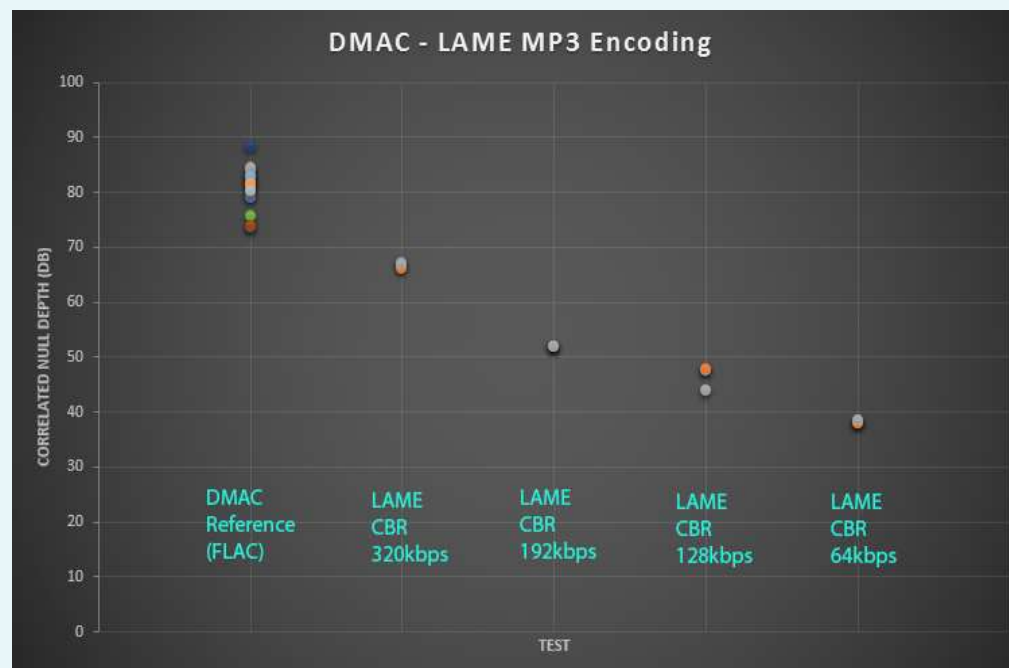 DMAC - LAME MP3 Encoding
100
90
80
70
60
50
40
30
20
10
0
CORRELATED NULL DEPTH (DB)
DMAC
Reference
(FLAC)
LAME
CBR
320kbps
LAME
CBR
192kbps
LAME
CBR
128kbps
LAME
CBR
64kbps
TEST